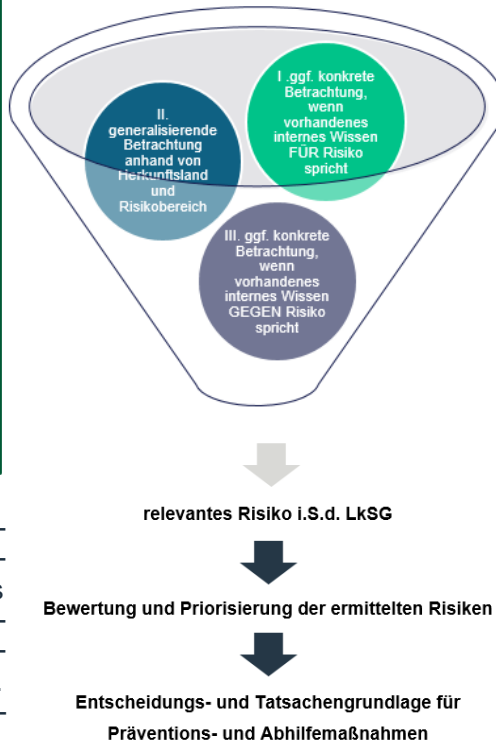 I .ggf. konkrete
Betrachtung,
wenn
vorhandenes
internes Wissen
FÜR Risiko
spricht
II.
generalisierende
Betrachtung
anhand von
Herkunftsland
und
Risikobereich
III. ggf. konkrete
Betrachtung,
wenn
vorhandenes
internes Wissen
GEGEN Risiko
spricht
relevantes Risiko i.S.d. LkSG
s
Bewertung und Priorisierung der ermittelten Risiken
Entscheidungs- und Tatsachengrundlage für
Präventions- und Abhilfemaßnahmen